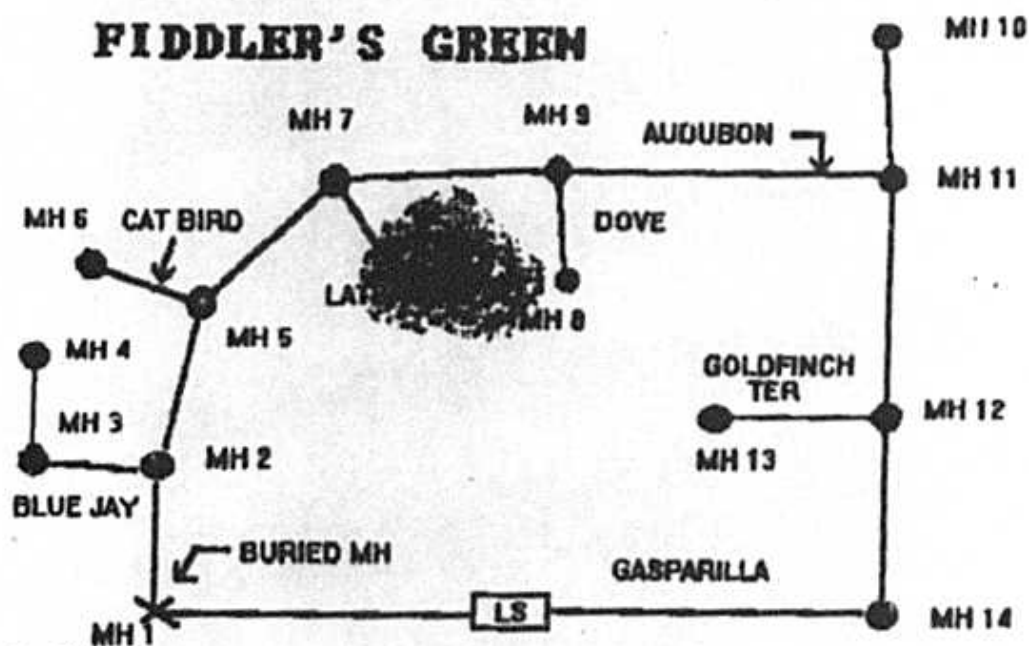 FIDDLER'S GREEN
MH 10
MH 7
MH 9
AUDUBON
MH 11
MH 6
CAT BIRD
DOVE
LAT
MH 8
MH 5
MH 4
GOLDFINCH
TER
MH 3
MH 12
MH 2
MH 13
BLUE JAY
BURIED MH
GASPARILLA
LS
MH 1
MH 14